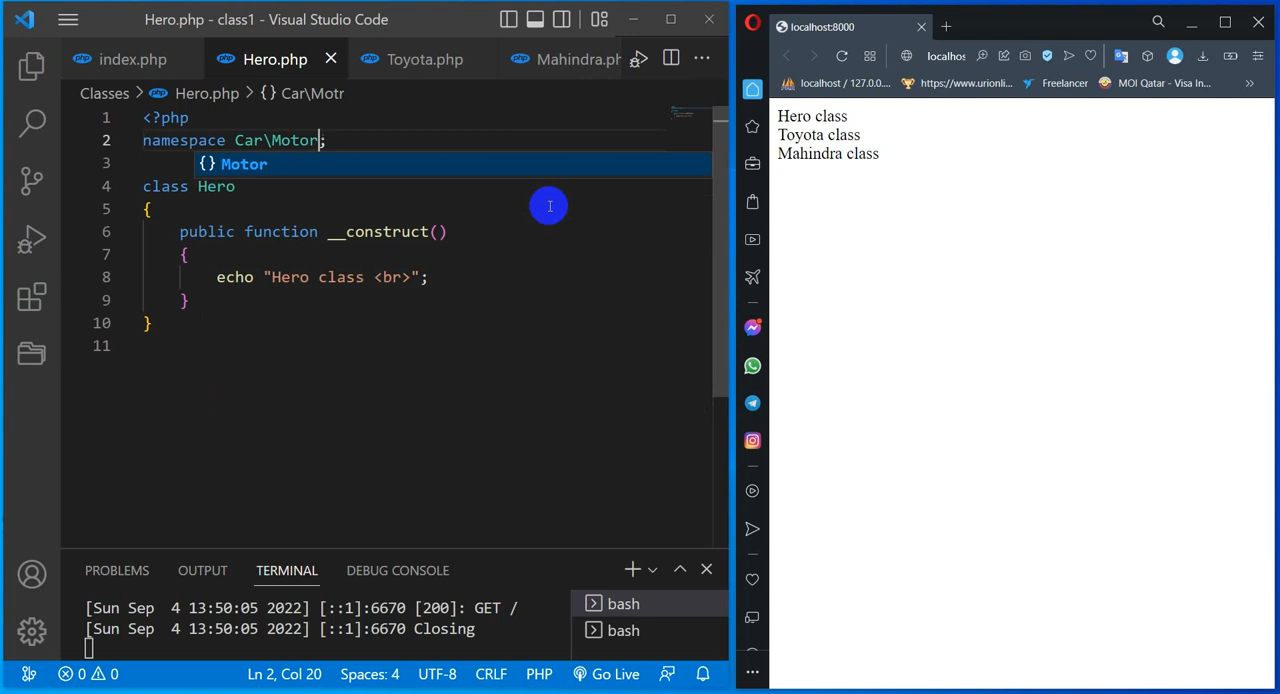 Hero.php - class1 - Visual Studio Code
index.php
Hero.php
Toyota.php
Mahindra.ph
Classes > Hero.php > {} Car\Motr
1 <?php
2 namespace Car\Motor;
3 {} Motor
4 class Hero
5 {
6 public function __construct()
7 {
8 echo "Hero class <br>";
9 }
10 }
11
PROBLEMS OUTPUT TERMINAL DEBUG CONSOLE
[Sun Sep 4 13:50:05 2022] [::1]:6670 [200]: GET /
[Sun Sep 4 13:50:05 2022] [::1]:6670 Closing
bash
bash
0 0 Ln 2, Col 20 Spaces: 4 UTF-8 CRLF PHP Go Live
localhost:8000
localhos
localhost / 127.0.0.... https://www.urionli... Freelancer MOI Qatar - Visa In...
Hero class
Toyota class
Mahindra class